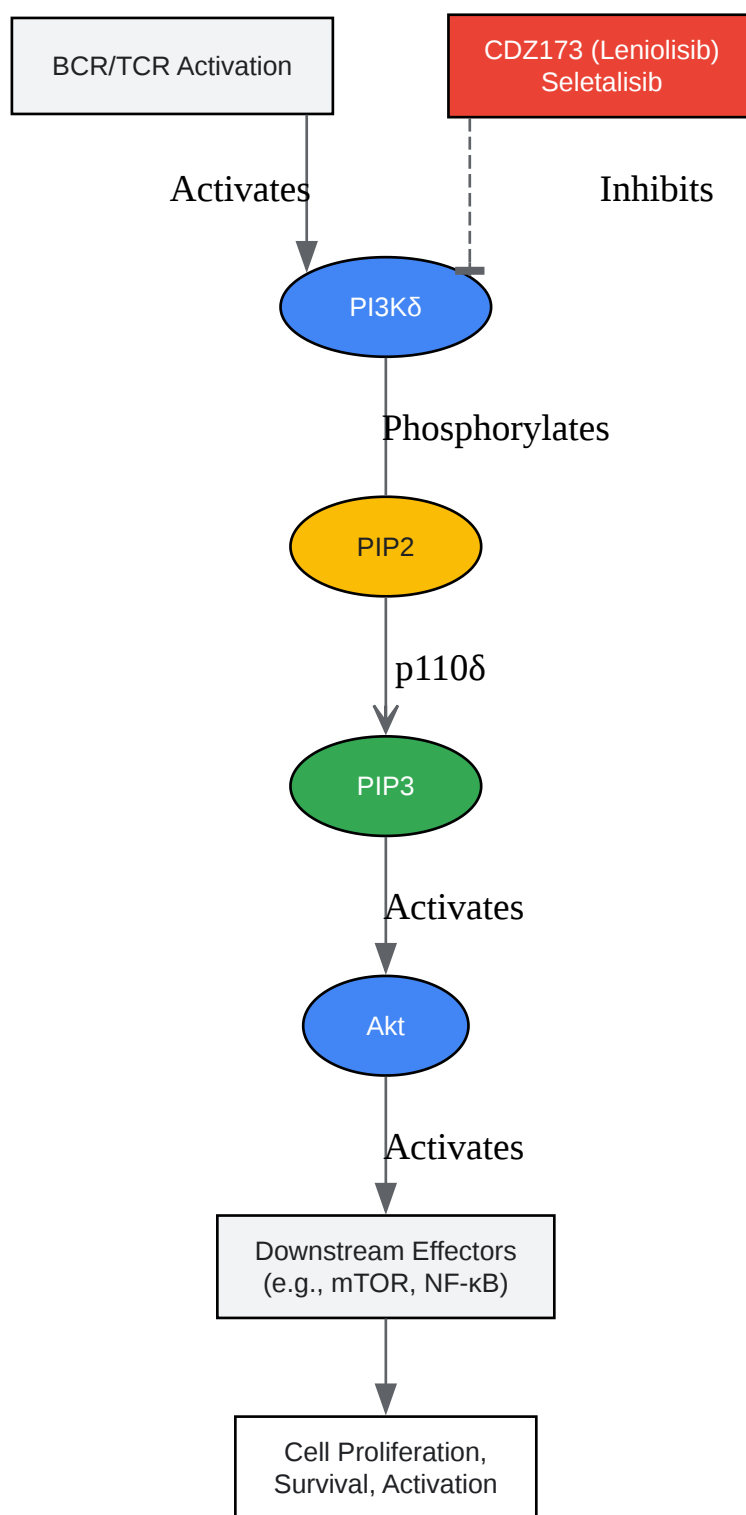 BCR/TCR Activation
CDZ173 (Leniolisib)
Seletalisib
Activates
Inhibits
PI3Kδ
Phosphorylates
PIP2
p110δ
PIP3
Activates
Akt
Activates
Downstream Effectors
(e.g., mTOR, NF-κB)
Cell Proliferation,
Survival, Activation